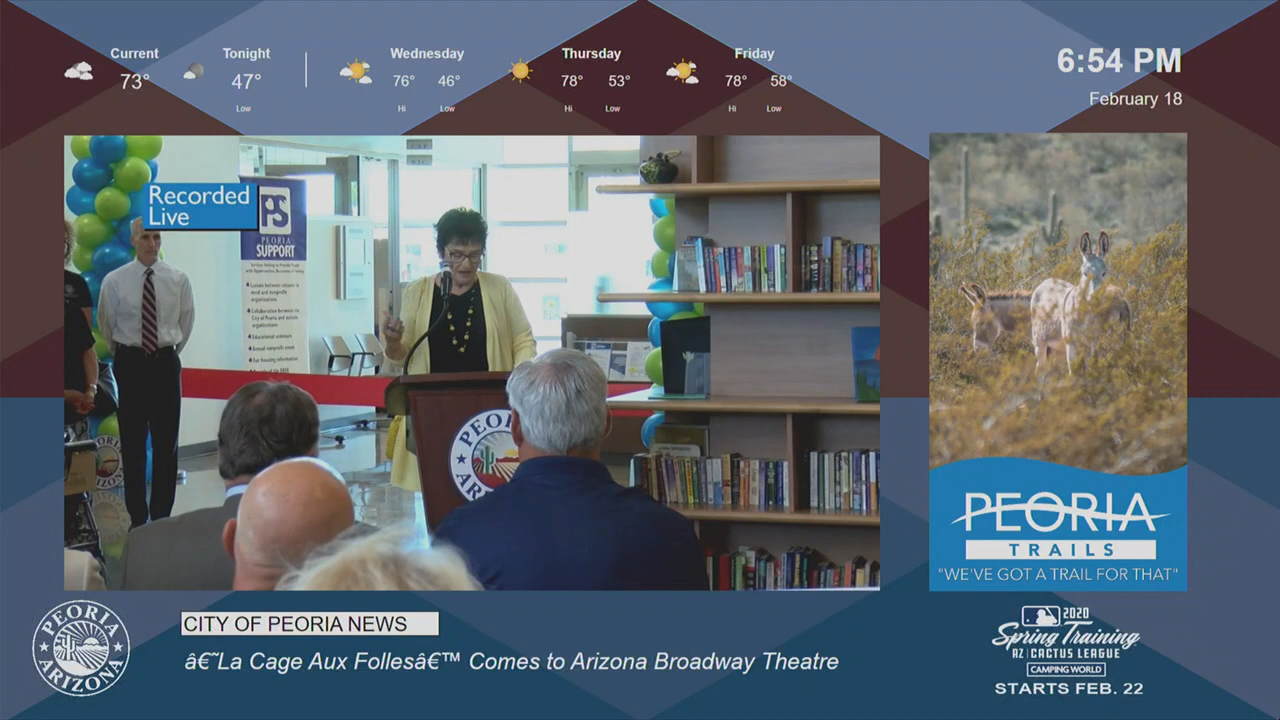 Current
73°
Tonight
47°
Low
Wednesday
76° 46°
Hi Low
Thursday
78° 53°
Hi Low
Friday
78° 58°
Hi Low
6:54 PM
February 18
Recorded
Live
PS
PEORIA
SUPPORT
PEORIA
ARIZONA
PEORIA
TRAILS
"WE'VE GOT A TRAIL FOR THAT"
PEORIA
ARIZONA
CITY OF PEORIA NEWS
â€˜La Cage Aux Follesâ€™ Comes to Arizona Broadway Theatre
2020
Spring Training
AZ | CACTUS LEAGUE
CAMPING WORLD
STARTS FEB. 22